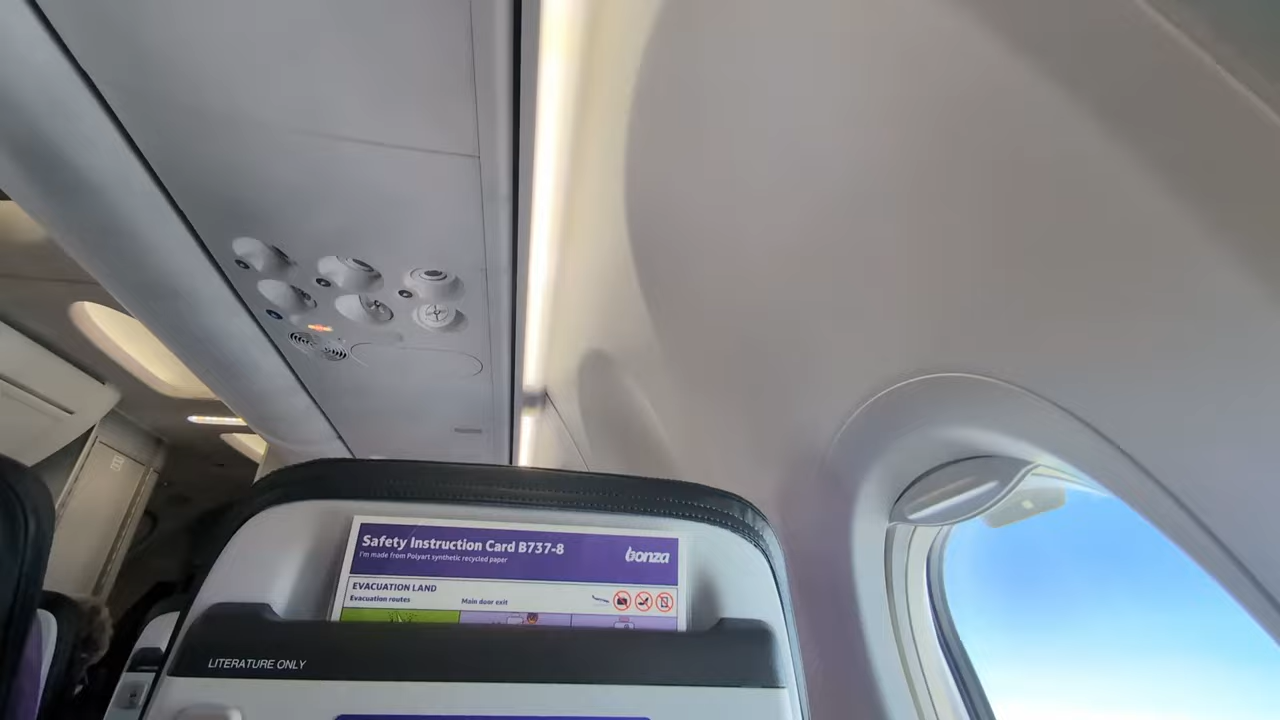 Safety Instruction Card B737-8
bonza
I'm made from Polyart synthetic recycled paper
EVACUATION LAND
Evacuation routes
Main door exit
LITERATURE ONLY